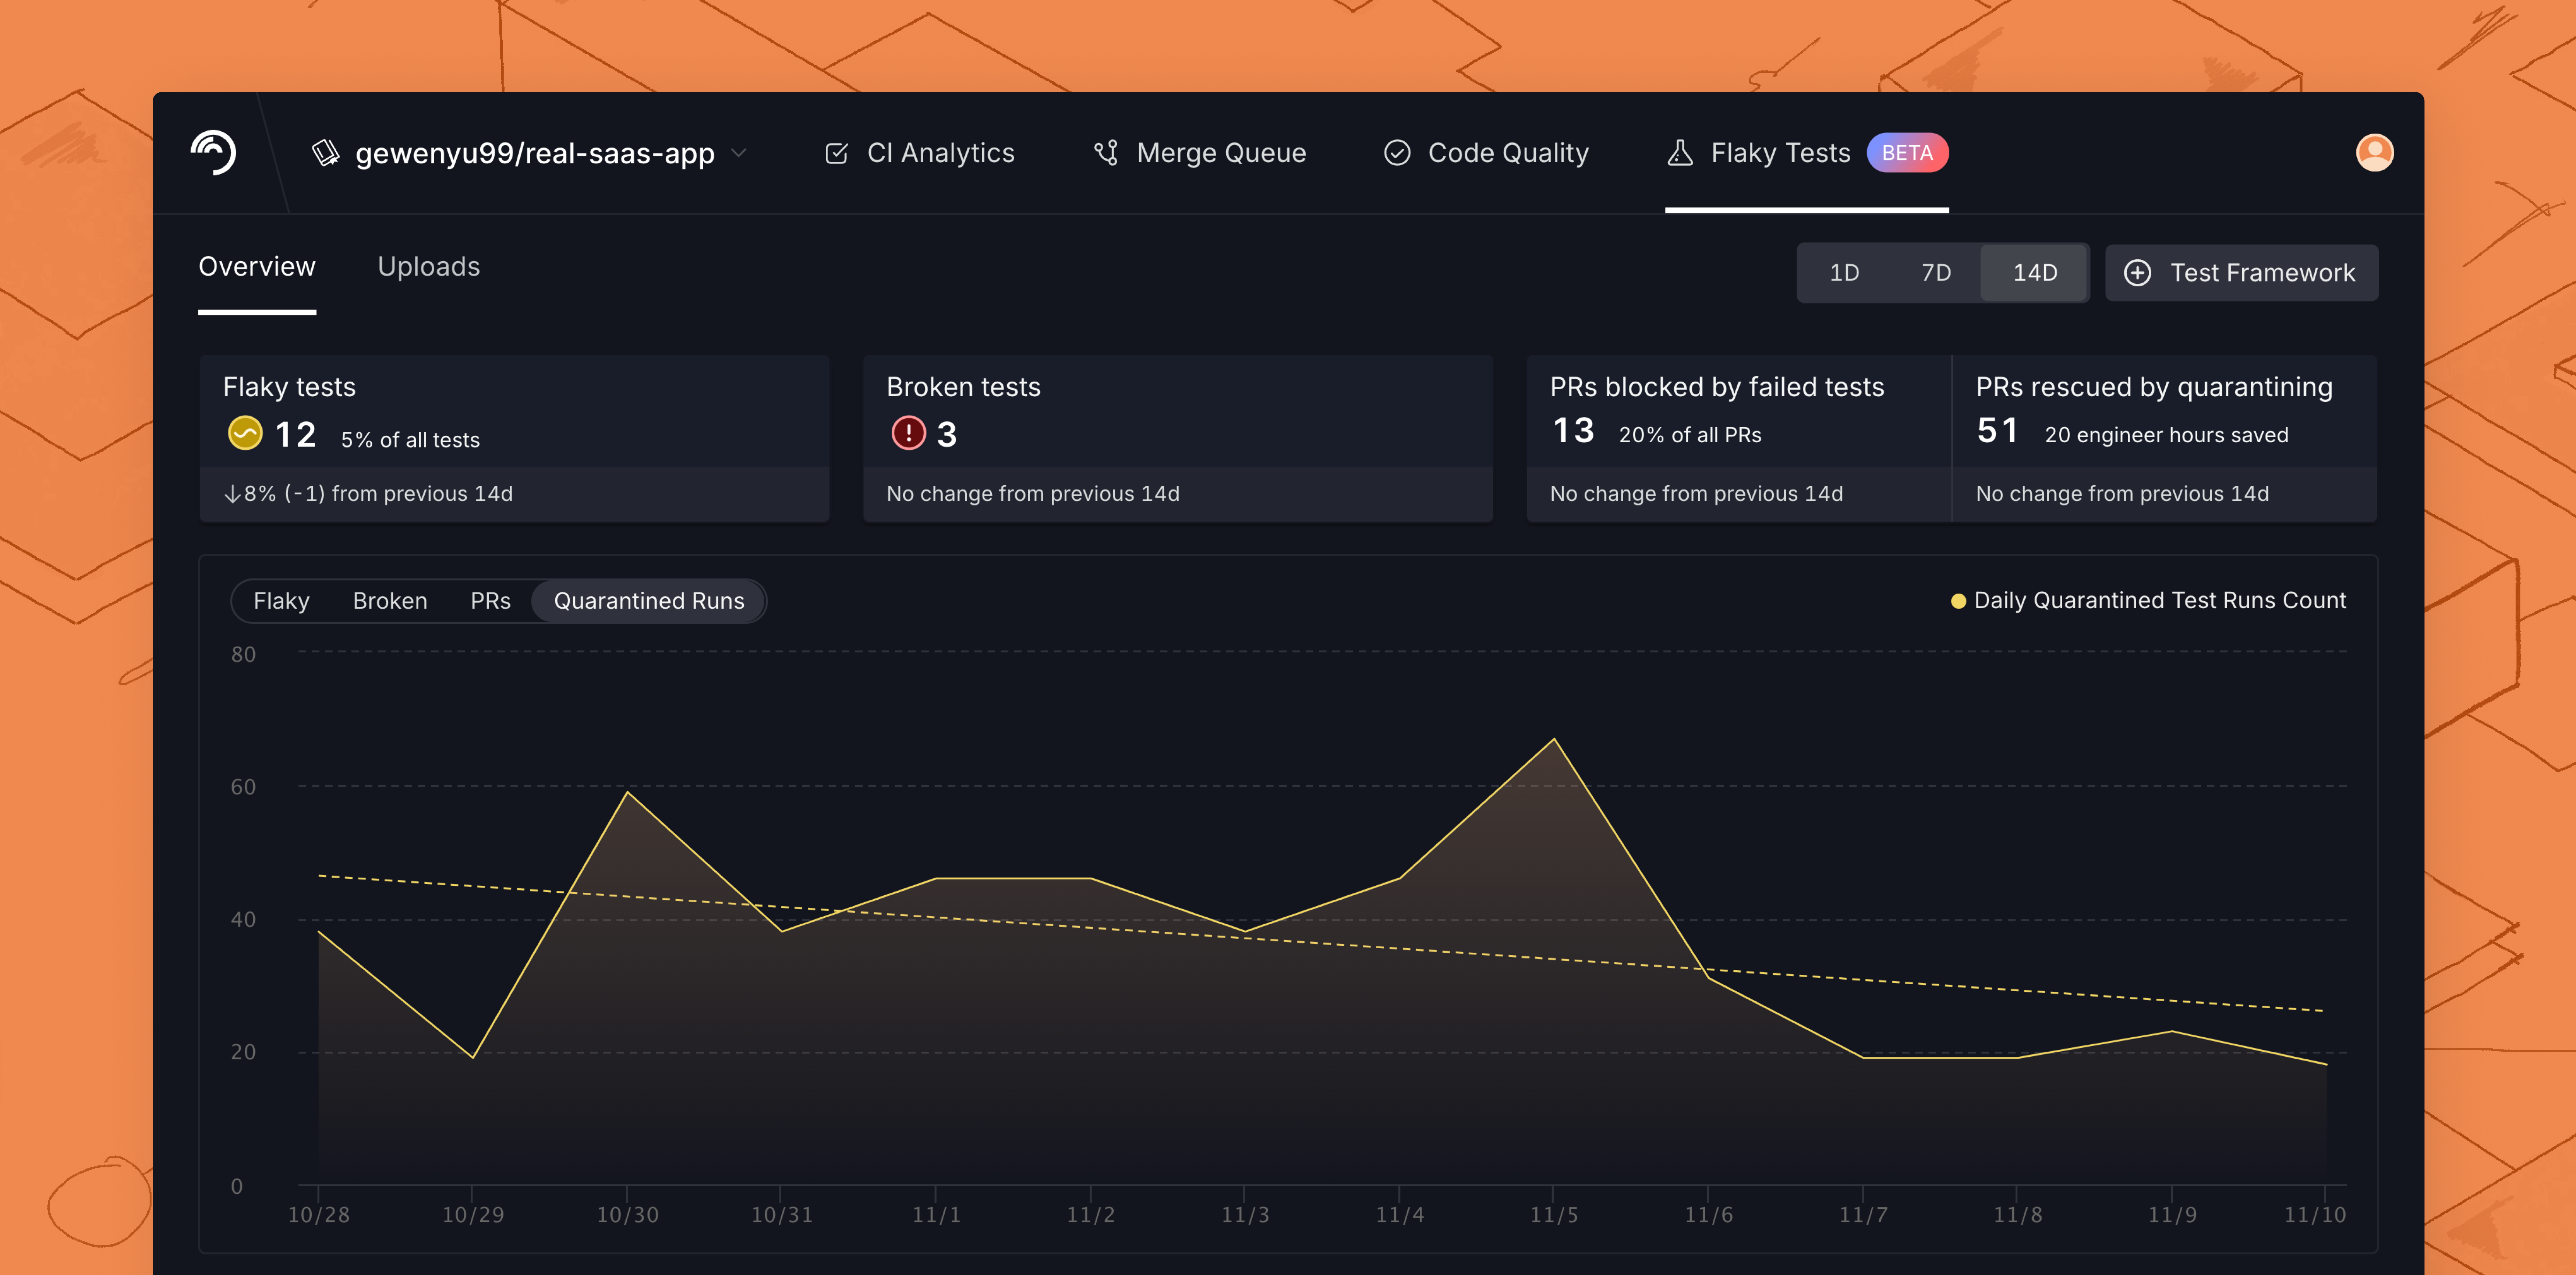 gewenyu99/real-saas-app CI Analytics Merge Queue Code Quality Flaky Tests BETA
Overview Uploads 1D 7D 14D Test Framework
Flaky tests
12 5% of all tests
↓8% (-1) from previous 14d
Broken tests
3
No change from previous 14d
PRs blocked by failed tests
13 20% of all PRs
No change from previous 14d
PRs rescued by quarantining
51 20 engineer hours saved
No change from previous 14d
Flaky Broken PRs Quarantined Runs Daily Quarantined Test Runs Count
80
60
40
20
0
10/28 10/29 10/30 10/31 11/1 11/2 11/3 11/4 11/5 11/6 11/7 11/8 11/9 11/10